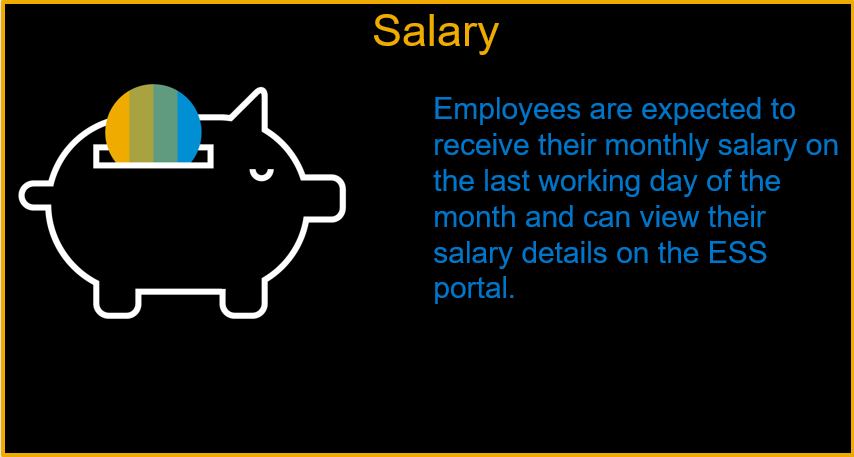 Salary
Employees are expected to
receive their monthly salary on
the last working day of the
month and can view their
salary details on the ESS
portal.